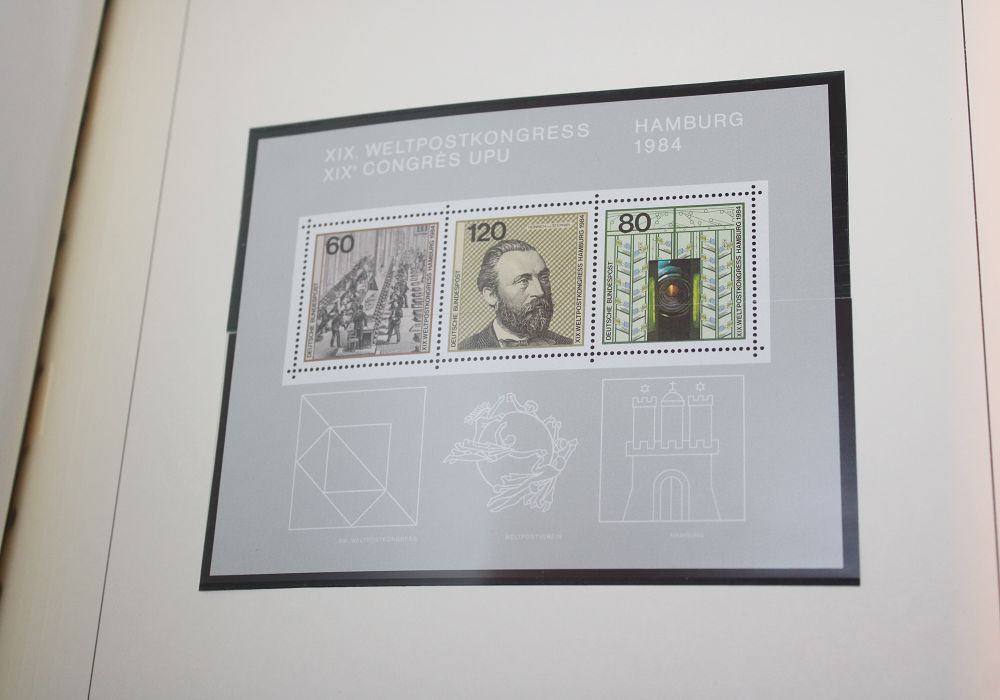 XIX. WELTPOSTKONGRESS
XIXᵉ CONGRÈS UPU
HAMBURG
1984
60
DEUTSCHE BUNDESPOST
XIX. WELTPOSTKONGRESS HAMBURG 1984
120
DEUTSCHE BUNDESPOST
XIX. WELTPOSTKONGRESS HAMBURG 1984
80
DEUTSCHE BUNDESPOST
XIX. WELTPOSTKONGRESS HAMBURG 1984
XIX. WELTPOSTKONGRESS
WELTPOSTVEREIN
HAMBURG